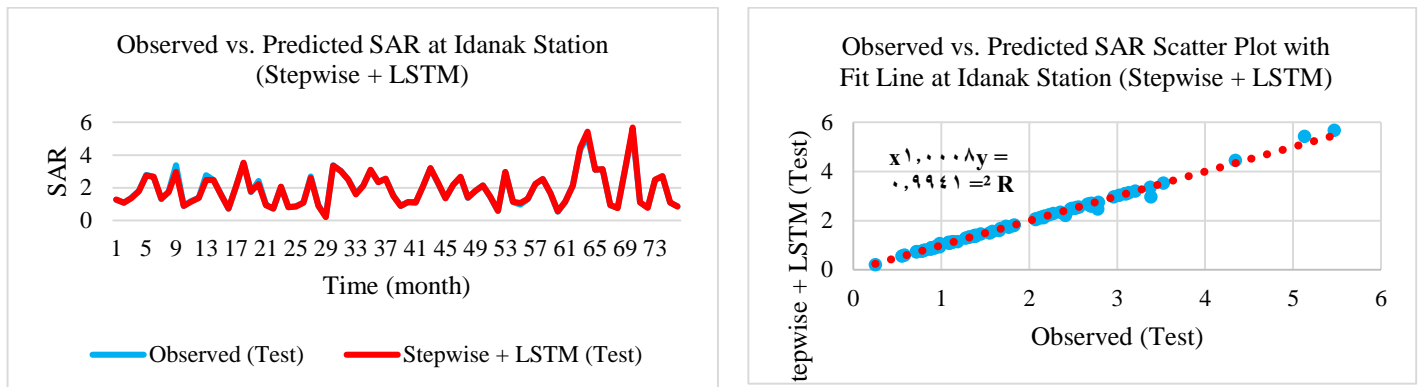 Observed vs. Predicted SAR at Idanak Station
(Stepwise + LSTM)
SAR
6
4
2
0
1 5 9 13 17 21 25 29 33 37 41 45 49 53 57 61 65 69 73
Time (month)
Observed (Test) Stepwise + LSTM (Test)
Observed vs. Predicted SAR Scatter Plot with
Fit Line at Idanak Station (Stepwise + LSTM)
tepwise + LSTM (Test)
6
4
2
0
x۱,۰۰۰۸y =
۰,۹۹٤۱ =² R
0 1 2 3 4 5 6
Observed (Test)